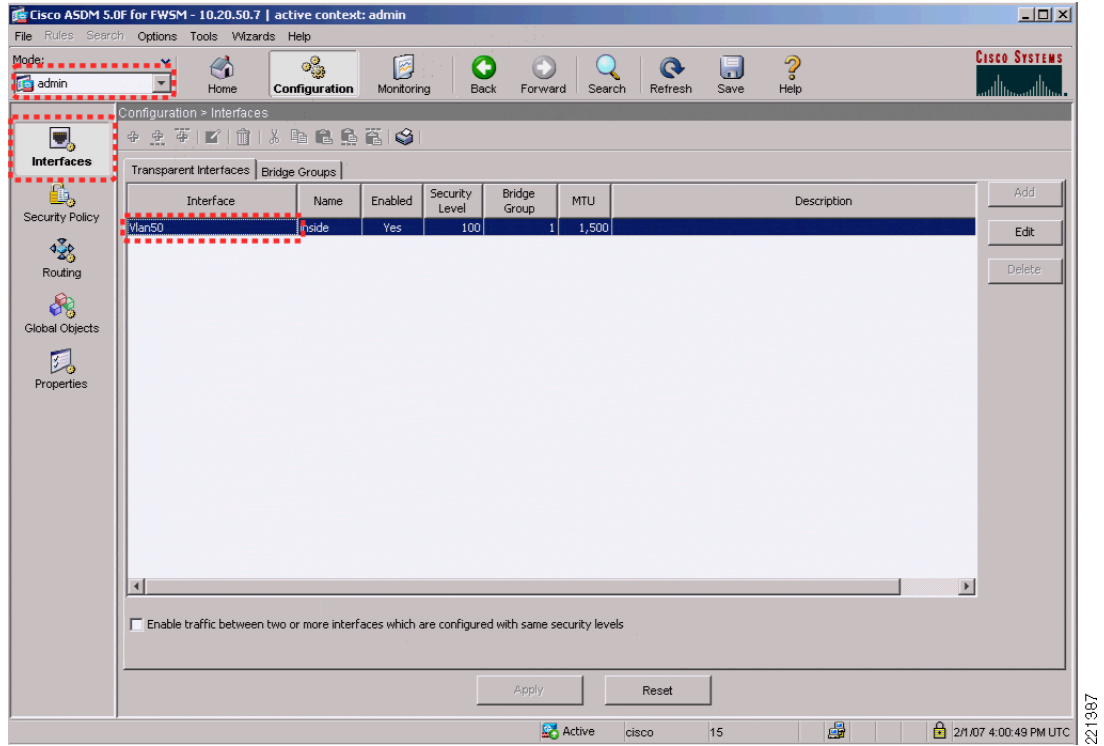 Cisco ASDM 5.0F for FWSM - 10.20.50.7 | active context: admin
File Rules Search Options Tools Wizards Help
Mode:
admin
Home
Configuration
Monitoring
Back
Forward
Search
Refresh
Save
Help
CISCO SYSTEMS
Configuration > Interfaces
Interfaces
Security Policy
Routing
Global Objects
Properties
Transparent Interfaces Bridge Groups
Interface Name Enabled Security Level Bridge Group MTU Description
Vlan50 inside Yes 100 1 1,500
Add
Edit
Delete
Enable traffic between two or more interfaces which are configured with same security levels
Apply Reset
Active cisco 15 2/1/07 4:00:49 PM UTC
221387